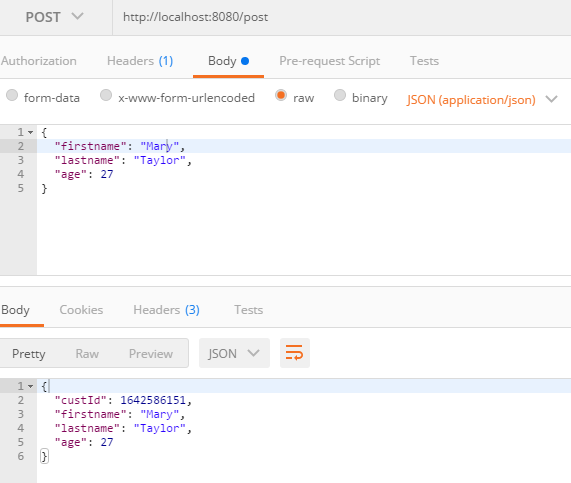 POST http://localhost:8080/post
Authorization Headers (1) Body Pre-request Script Tests
form-data x-www-form-urlencoded raw binary JSON (application/json)
1 {
2 "firstname": "Mary",
3 "lastname": "Taylor",
4 "age": 27
5 }
Body Cookies Headers (3) Tests
Pretty Raw Preview JSON
1 {
2 "custId": 1642586151,
3 "firstname": "Mary",
4 "lastname": "Taylor",
5 "age": 27
6 }